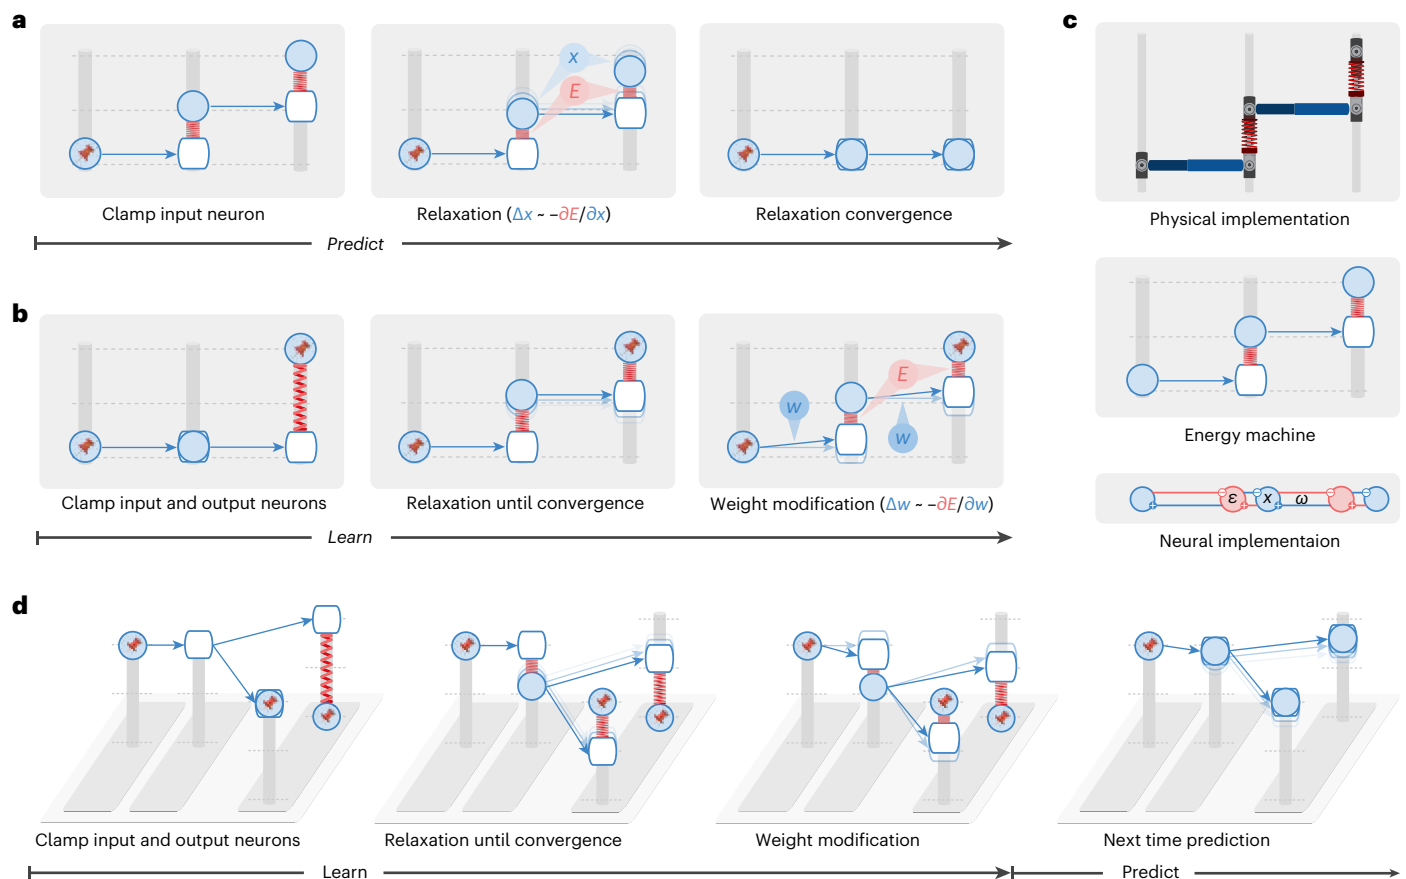 a
x
E
Clamp input neuron
Relaxation (Δx ~ –∂E/∂x)
Relaxation convergence
Predict
b
E
w
w
Clamp input and output neurons
Relaxation until convergence
Weight modification (Δw ~ –∂E/∂w)
Learn
c
Physical implementation
Energy machine
ε x ω
Neural implementaion
d
Clamp input and output neurons
Relaxation until convergence
Weight modification
Next time prediction
Learn
Predict